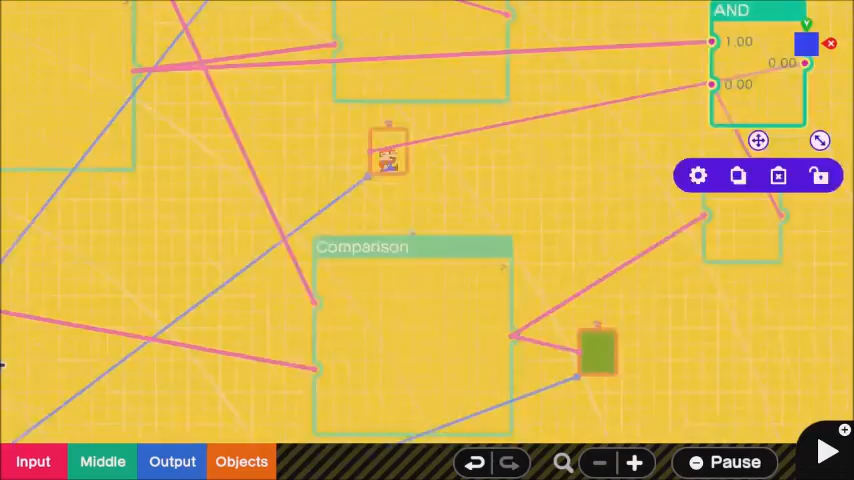 AND
Y
1.00
0.00
0.00
Comparison
>
Input
Middle
Output
Objects
Pause